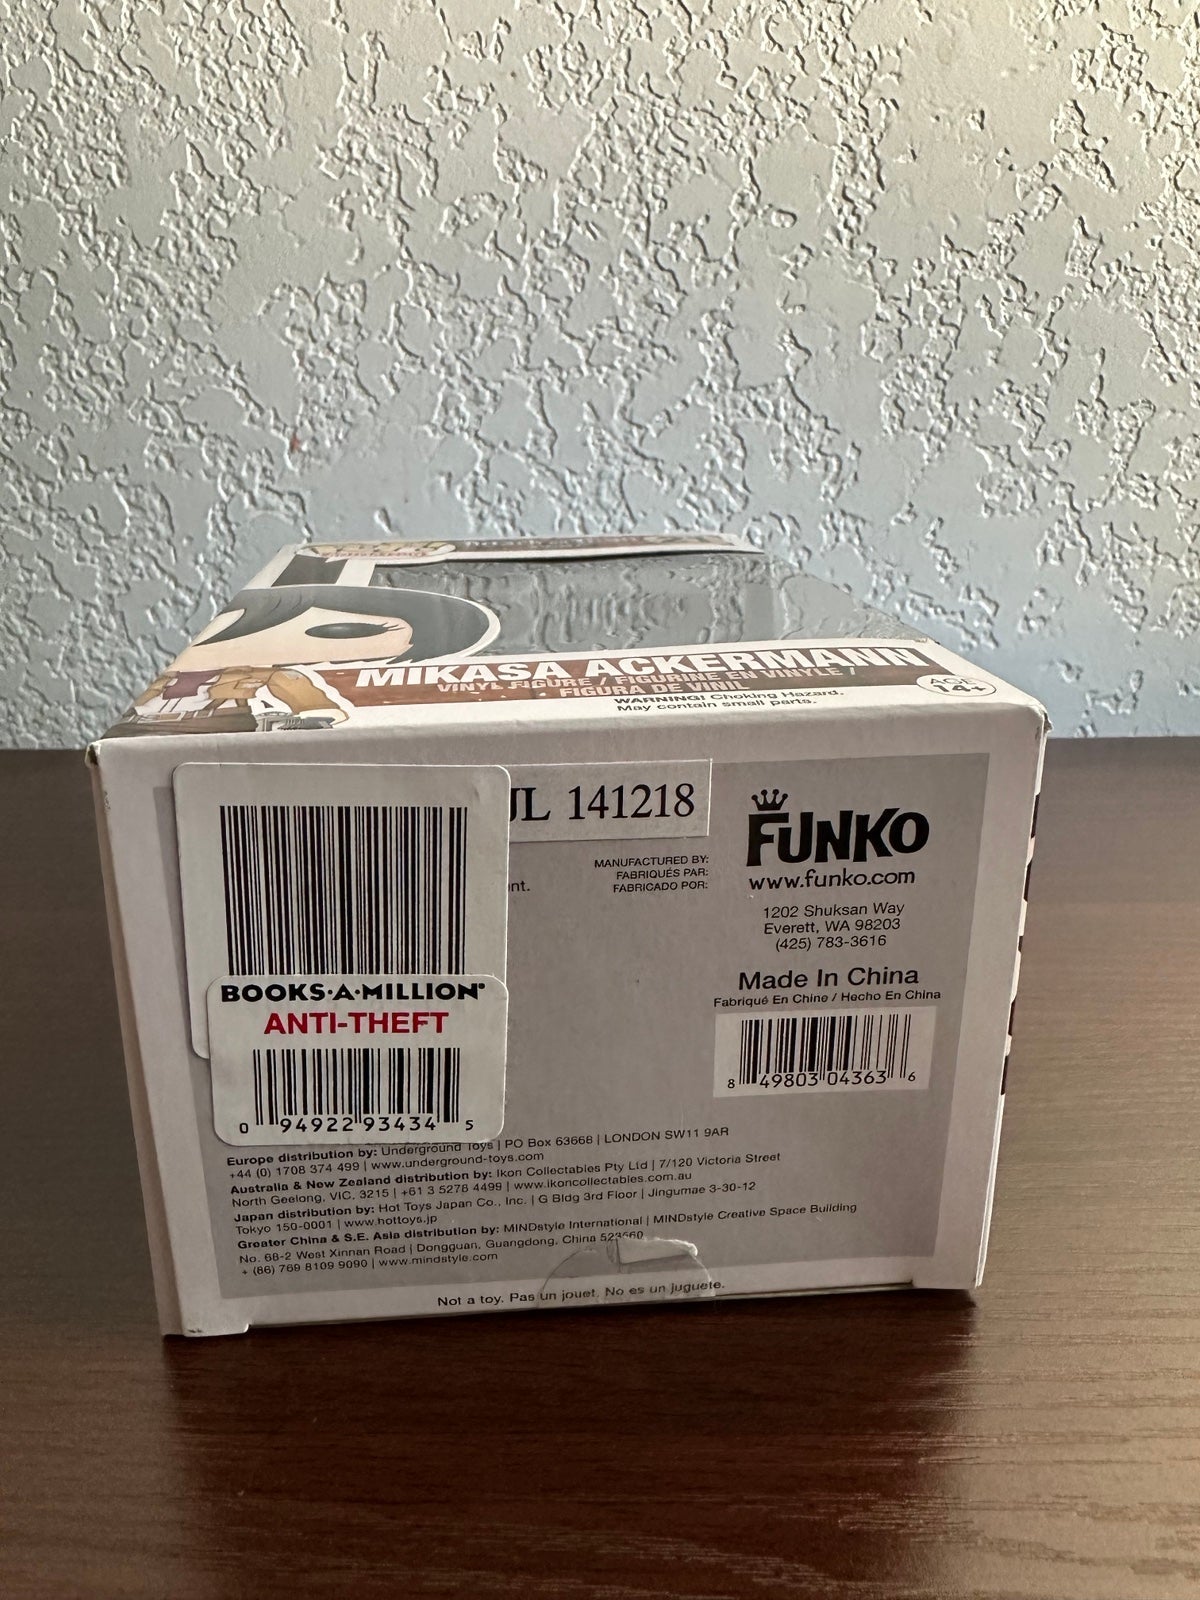 MIKASA ACKERMANN
VINYL FIGURE / FIGURINE EN VINYLE /
FIGURA DE VINIL
WARNING! Choking Hazard.
May contain small parts.
AGE
14+
JL 141218
nt.
MANUFACTURED BY:
FABRIQUÉS PAR:
FABRICADO POR:
FUNKO
www.funko.com
1202 Shuksan Way
Everett, WA 98203
(425) 783-3616
Made In China
Fabriqué En Chine / Hecho En China
8 49803 04363 6
BOOKS·A·MILLION
ANTI-THEFT
0 94922 93434 5
Europe distribution by: Underground Toys | PO Box 63668 | LONDON SW11 9AR
+44 (0) 1708 374 499 | www.underground-toys.com
Australia & New Zealand distribution by: Ikon Collectables Pty Ltd | 7/120 Victoria Street
North Geelong, VIC, 3215 | +61 3 5278 4499 | www.ikoncollectables.com.au
Japan distribution by: Hot Toys Japan Co., Inc. | G Bldg 3rd Floor | Jingumae 3-30-12
Tokyo 150-0001 | www.hottoys.jp
Greater China & S.E. Asia distribution by: MINDstyle International | MINDstyle Creative Space Building
No. 68-2 West Xinnan Road | Dongguan, Guangdong, China 523660
+ (86) 769 8109 9090 | www.mindstyle.com
Not a toy. Pas un jouet. No es un juguete.